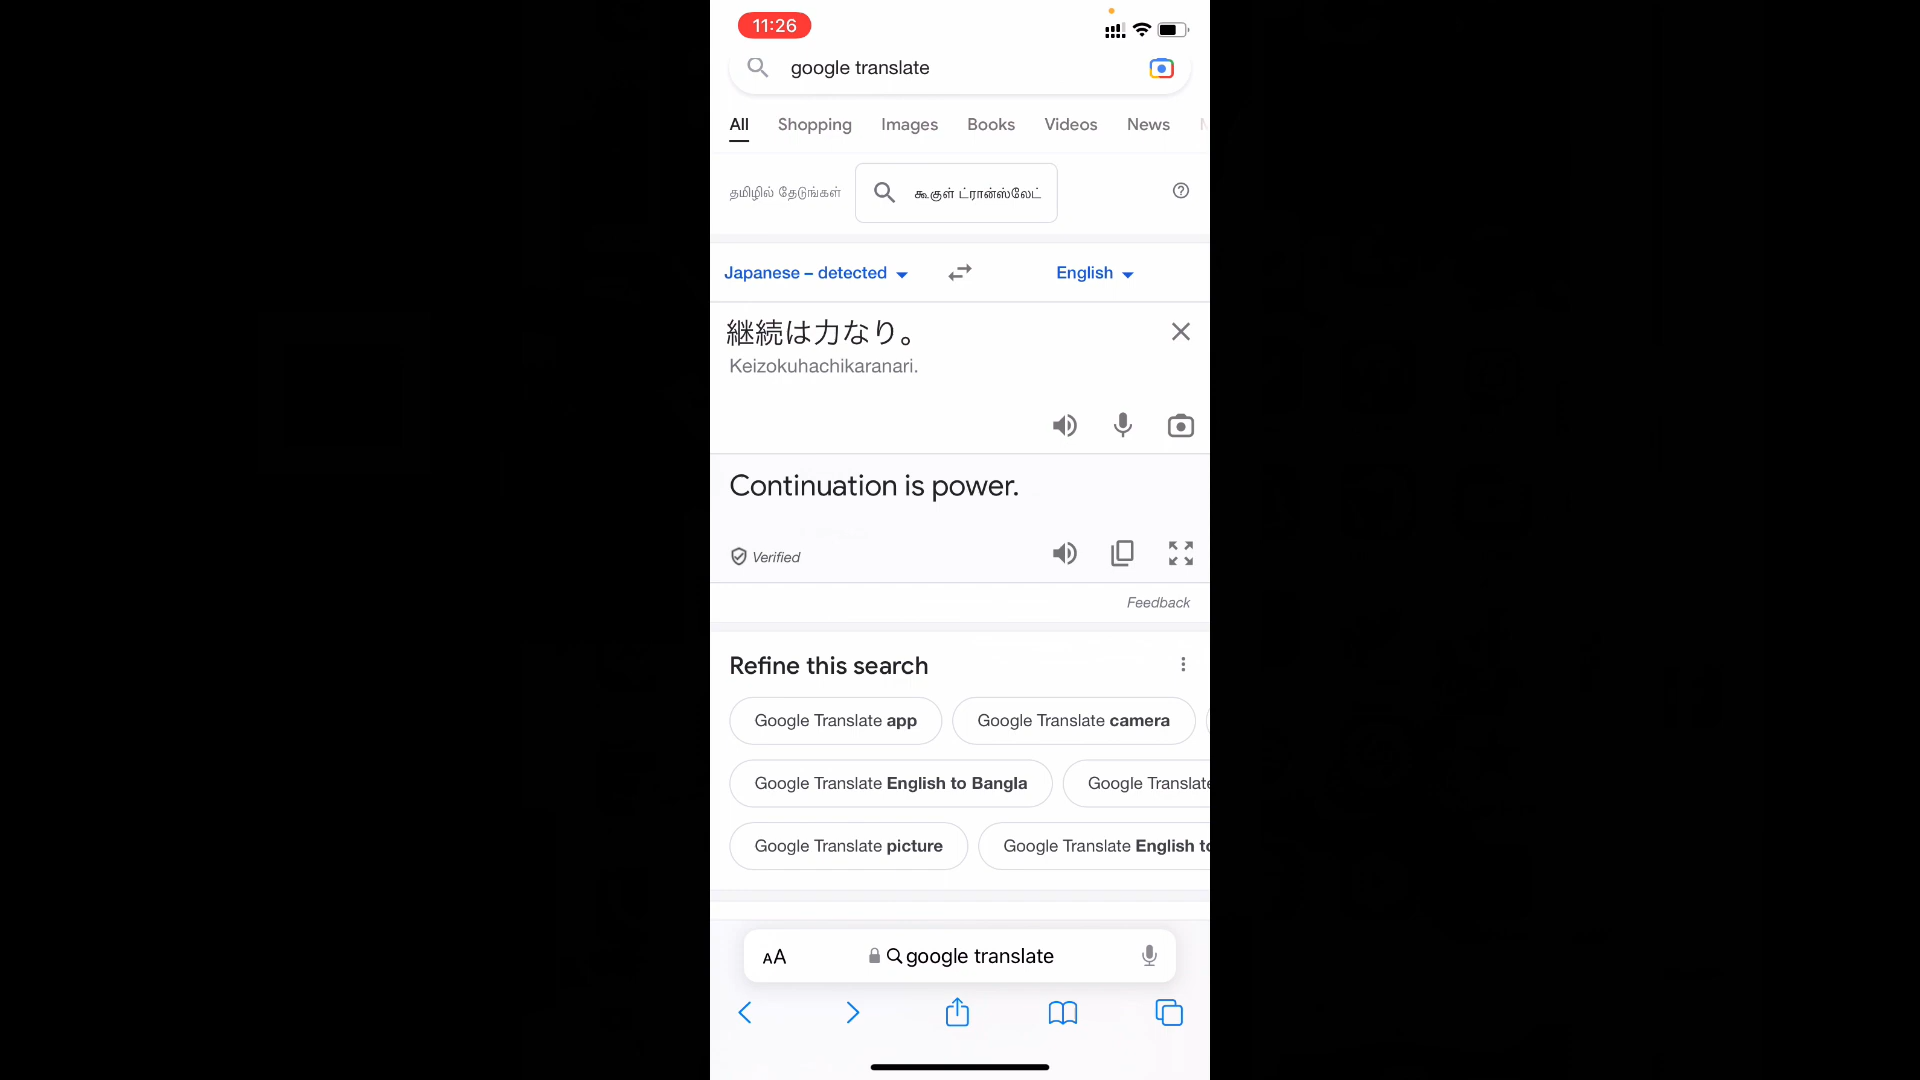 11:26
google translate
All Shopping Images Books Videos News
தமிழில் தேடுங்கள் கூகுள் ட்ரான்ஸ்லேட்
Japanese – detected English
継続は力なり。
Keizokuhachikaranari.
Continuation is power.
Verified
Feedback
Refine this search
Google Translate app Google Translate camera
Google Translate English to Bangla Google Translate
Google Translate picture Google Translate English to
AA google translate